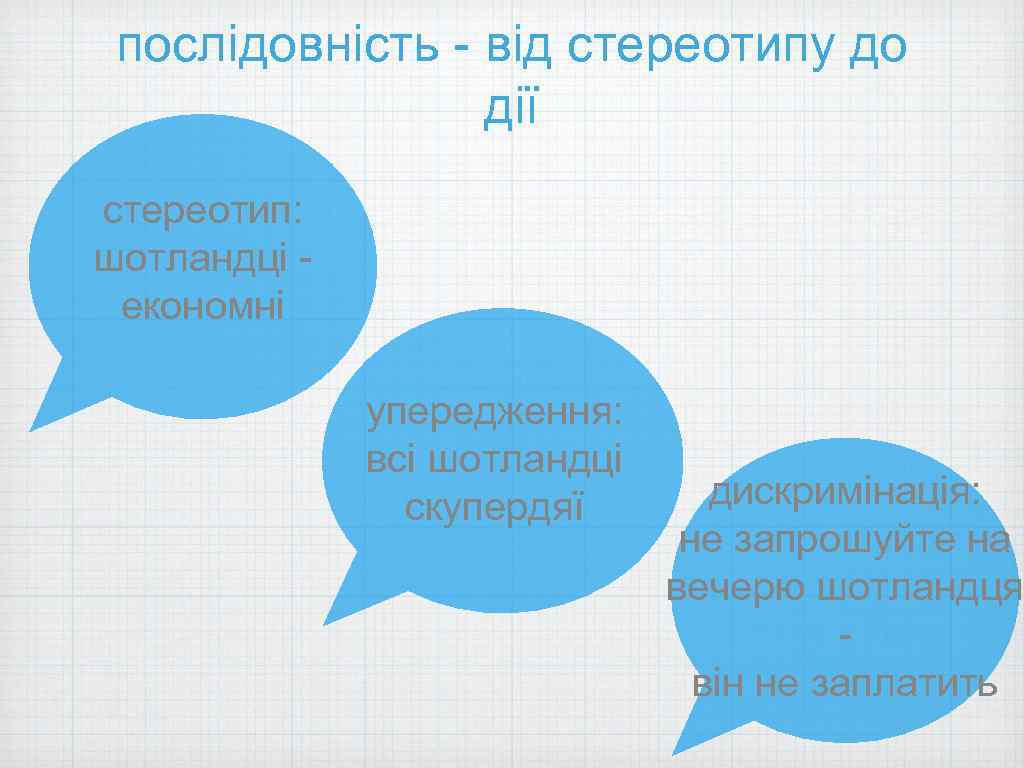 послідовність - від стереотипу до
дії
стереотип:
шотландці -
економні
упередження:
всі шотландці
скупердяї
дискримінація:
не запрошуйте на
вечерю шотландця
-
він не заплатить